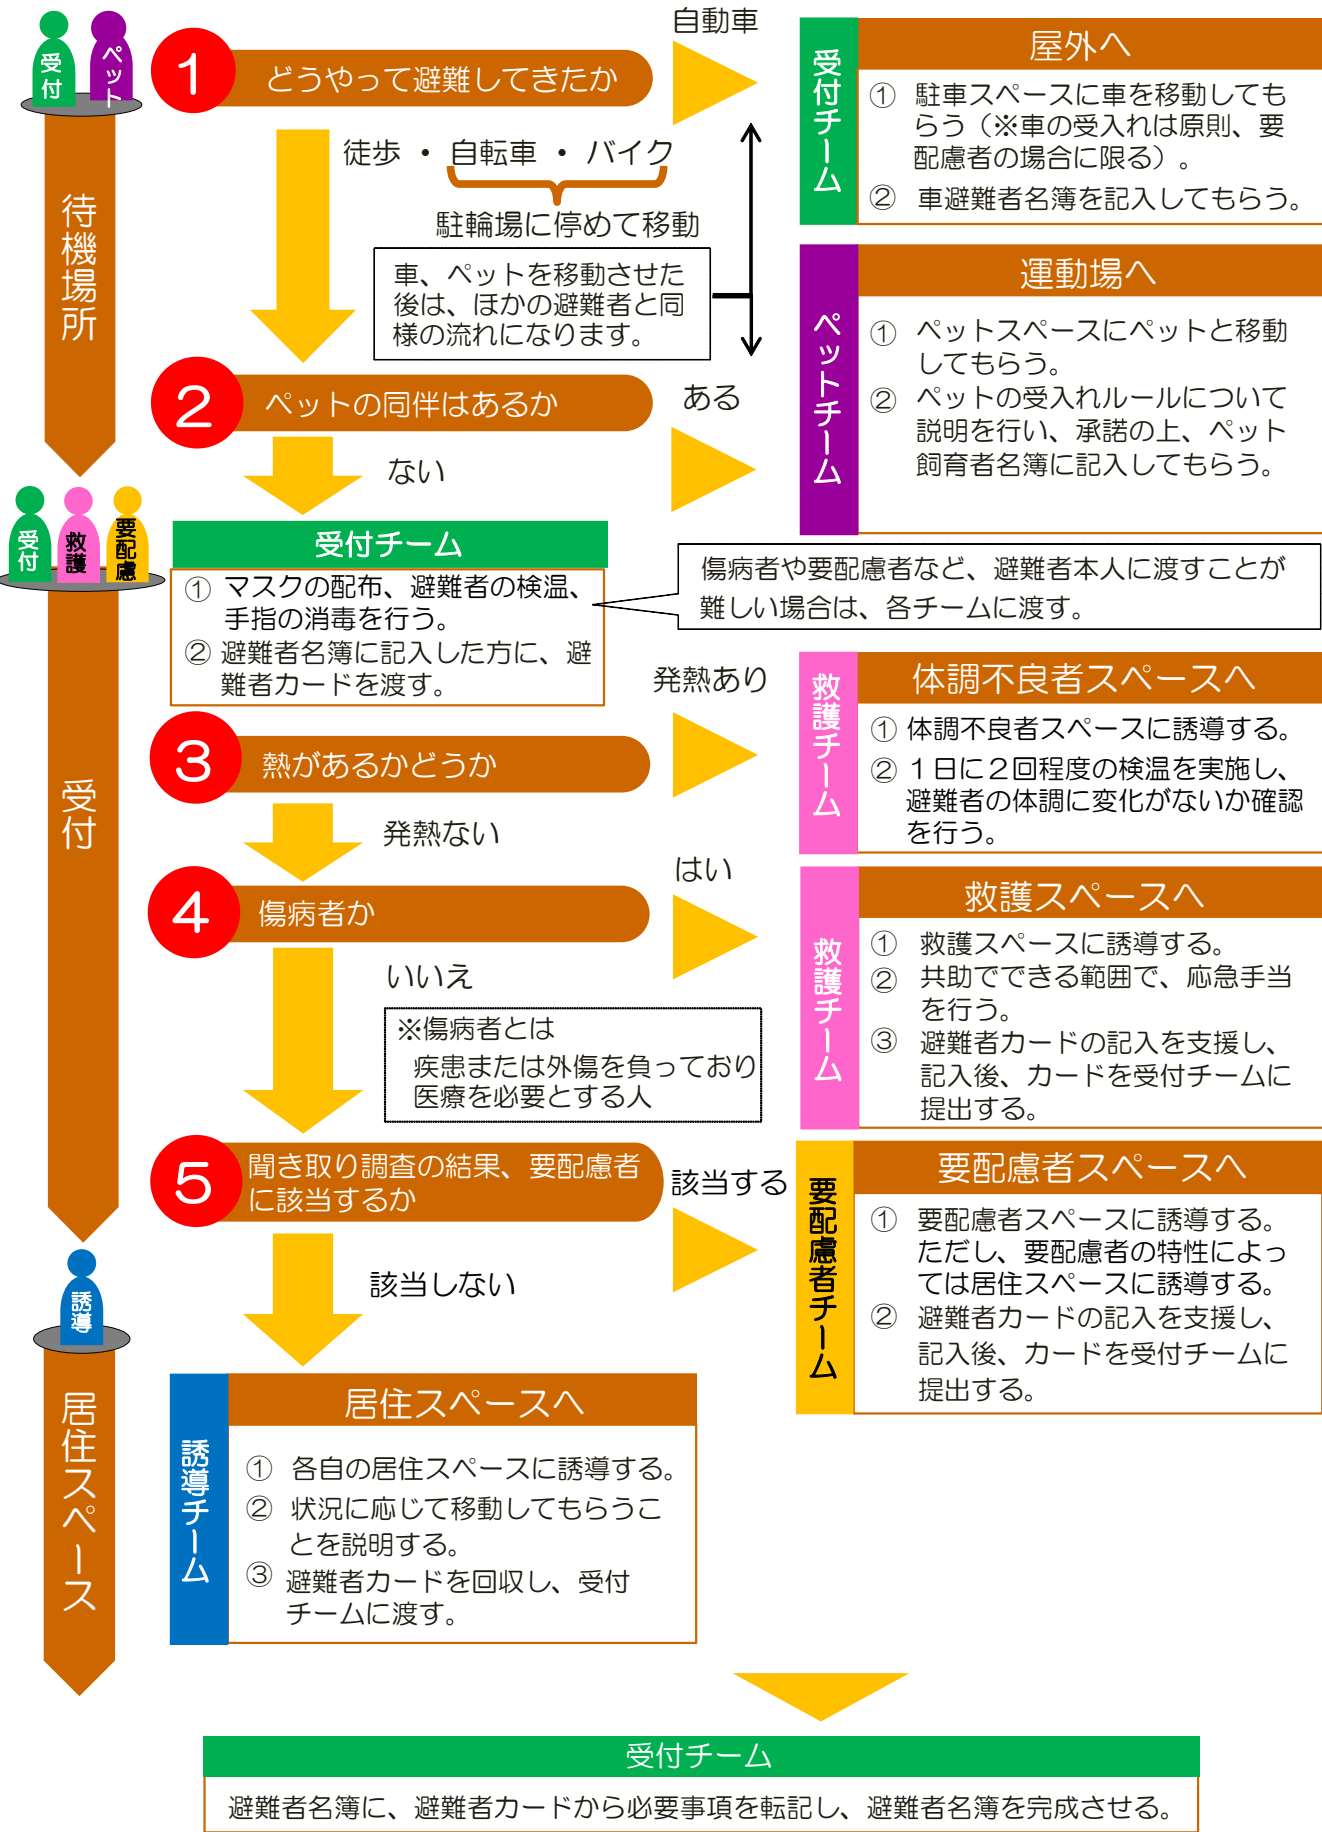 受付
ペット
待機場所
1
どうやって避難してきたか
自動車
徒歩 ・ 自転車 ・ バイク
駐輪場に停めて移動
車、ペットを移動させた
後は、ほかの避難者と同
様の流れになります。
受付チーム
屋外へ
① 駐車スペースに車を移動しても
らう（※車の受入れは原則、要
配慮者の場合に限る）。
② 車避難者名簿を記入してもらう。
2
ペットの同伴はあるか
ある
ない
ペットチーム
運動場へ
① ペットスペースにペットと移動
してもらう。
② ペットの受入れルールについて
説明を行い、承諾の上、ペット
飼育者名簿に記入してもらう。
受付
救護
要配慮
受付
受付チーム
① マスクの配布、避難者の検温、
手指の消毒を行う。
② 避難者名簿に記入した方に、避
難者カードを渡す。
傷病者や要配慮者など、避難者本人に渡すことが
難しい場合は、各チームに渡す。
3
熱があるかどうか
発熱あり
発熱ない
救護チーム
体調不良者スペースへ
① 体調不良者スペースに誘導する。
② １日に２回程度の検温を実施し、
避難者の体調に変化がないか確認
を行う。
4
傷病者か
はい
いいえ
※傷病者とは
疾患または外傷を負っており
医療を必要とする人
救護チーム
救護スペースへ
① 救護スペースに誘導する。
② 共助でできる範囲で、応急手当
を行う。
③ 避難者カードの記入を支援し、
記入後、カードを受付チームに
提出する。
5
聞き取り調査の結果、要配慮者
に該当するか
該当する
該当しない
要配慮者チーム
要配慮者スペースへ
① 要配慮者スペースに誘導する。
ただし、要配慮者の特性によっ
ては居住スペースに誘導する。
② 避難者カードの記入を支援し、
記入後、カードを受付チームに
提出する。
誘導
居住スペース
誘導チーム
居住スペースへ
① 各自の居住スペースに誘導する。
② 状況に応じて移動してもらうこ
とを説明する。
③ 避難者カードを回収し、受付
チームに渡す。
受付チーム
避難者名簿に、避難者カードから必要事項を転記し、避難者名簿を完成させる。